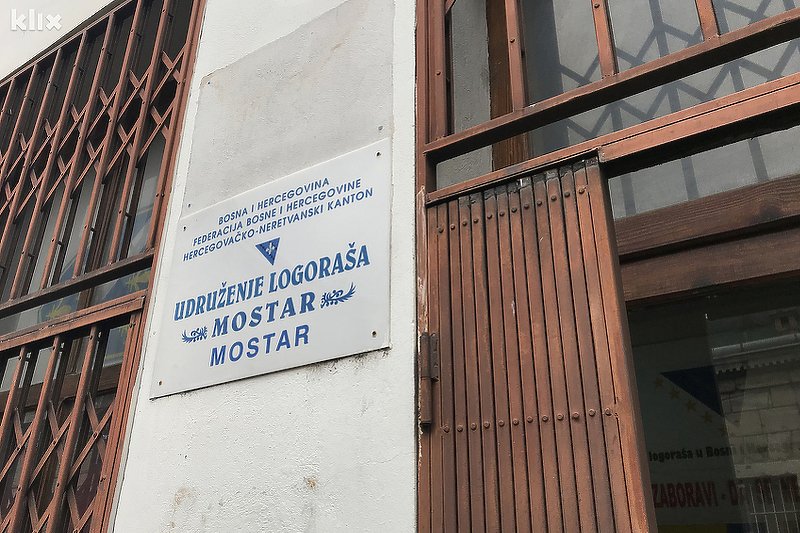 klix
BOSNA I HERCEGOVINA
FEDERACIJA BOSNE I HERCEGOVINE
HERCEGOVAČKO-NERETVANSKI KANTON
UDRUŽENJE LOGORAŠA
MOSTAR
MOSTAR
logoraša u Bosni i
ZABORAVI -